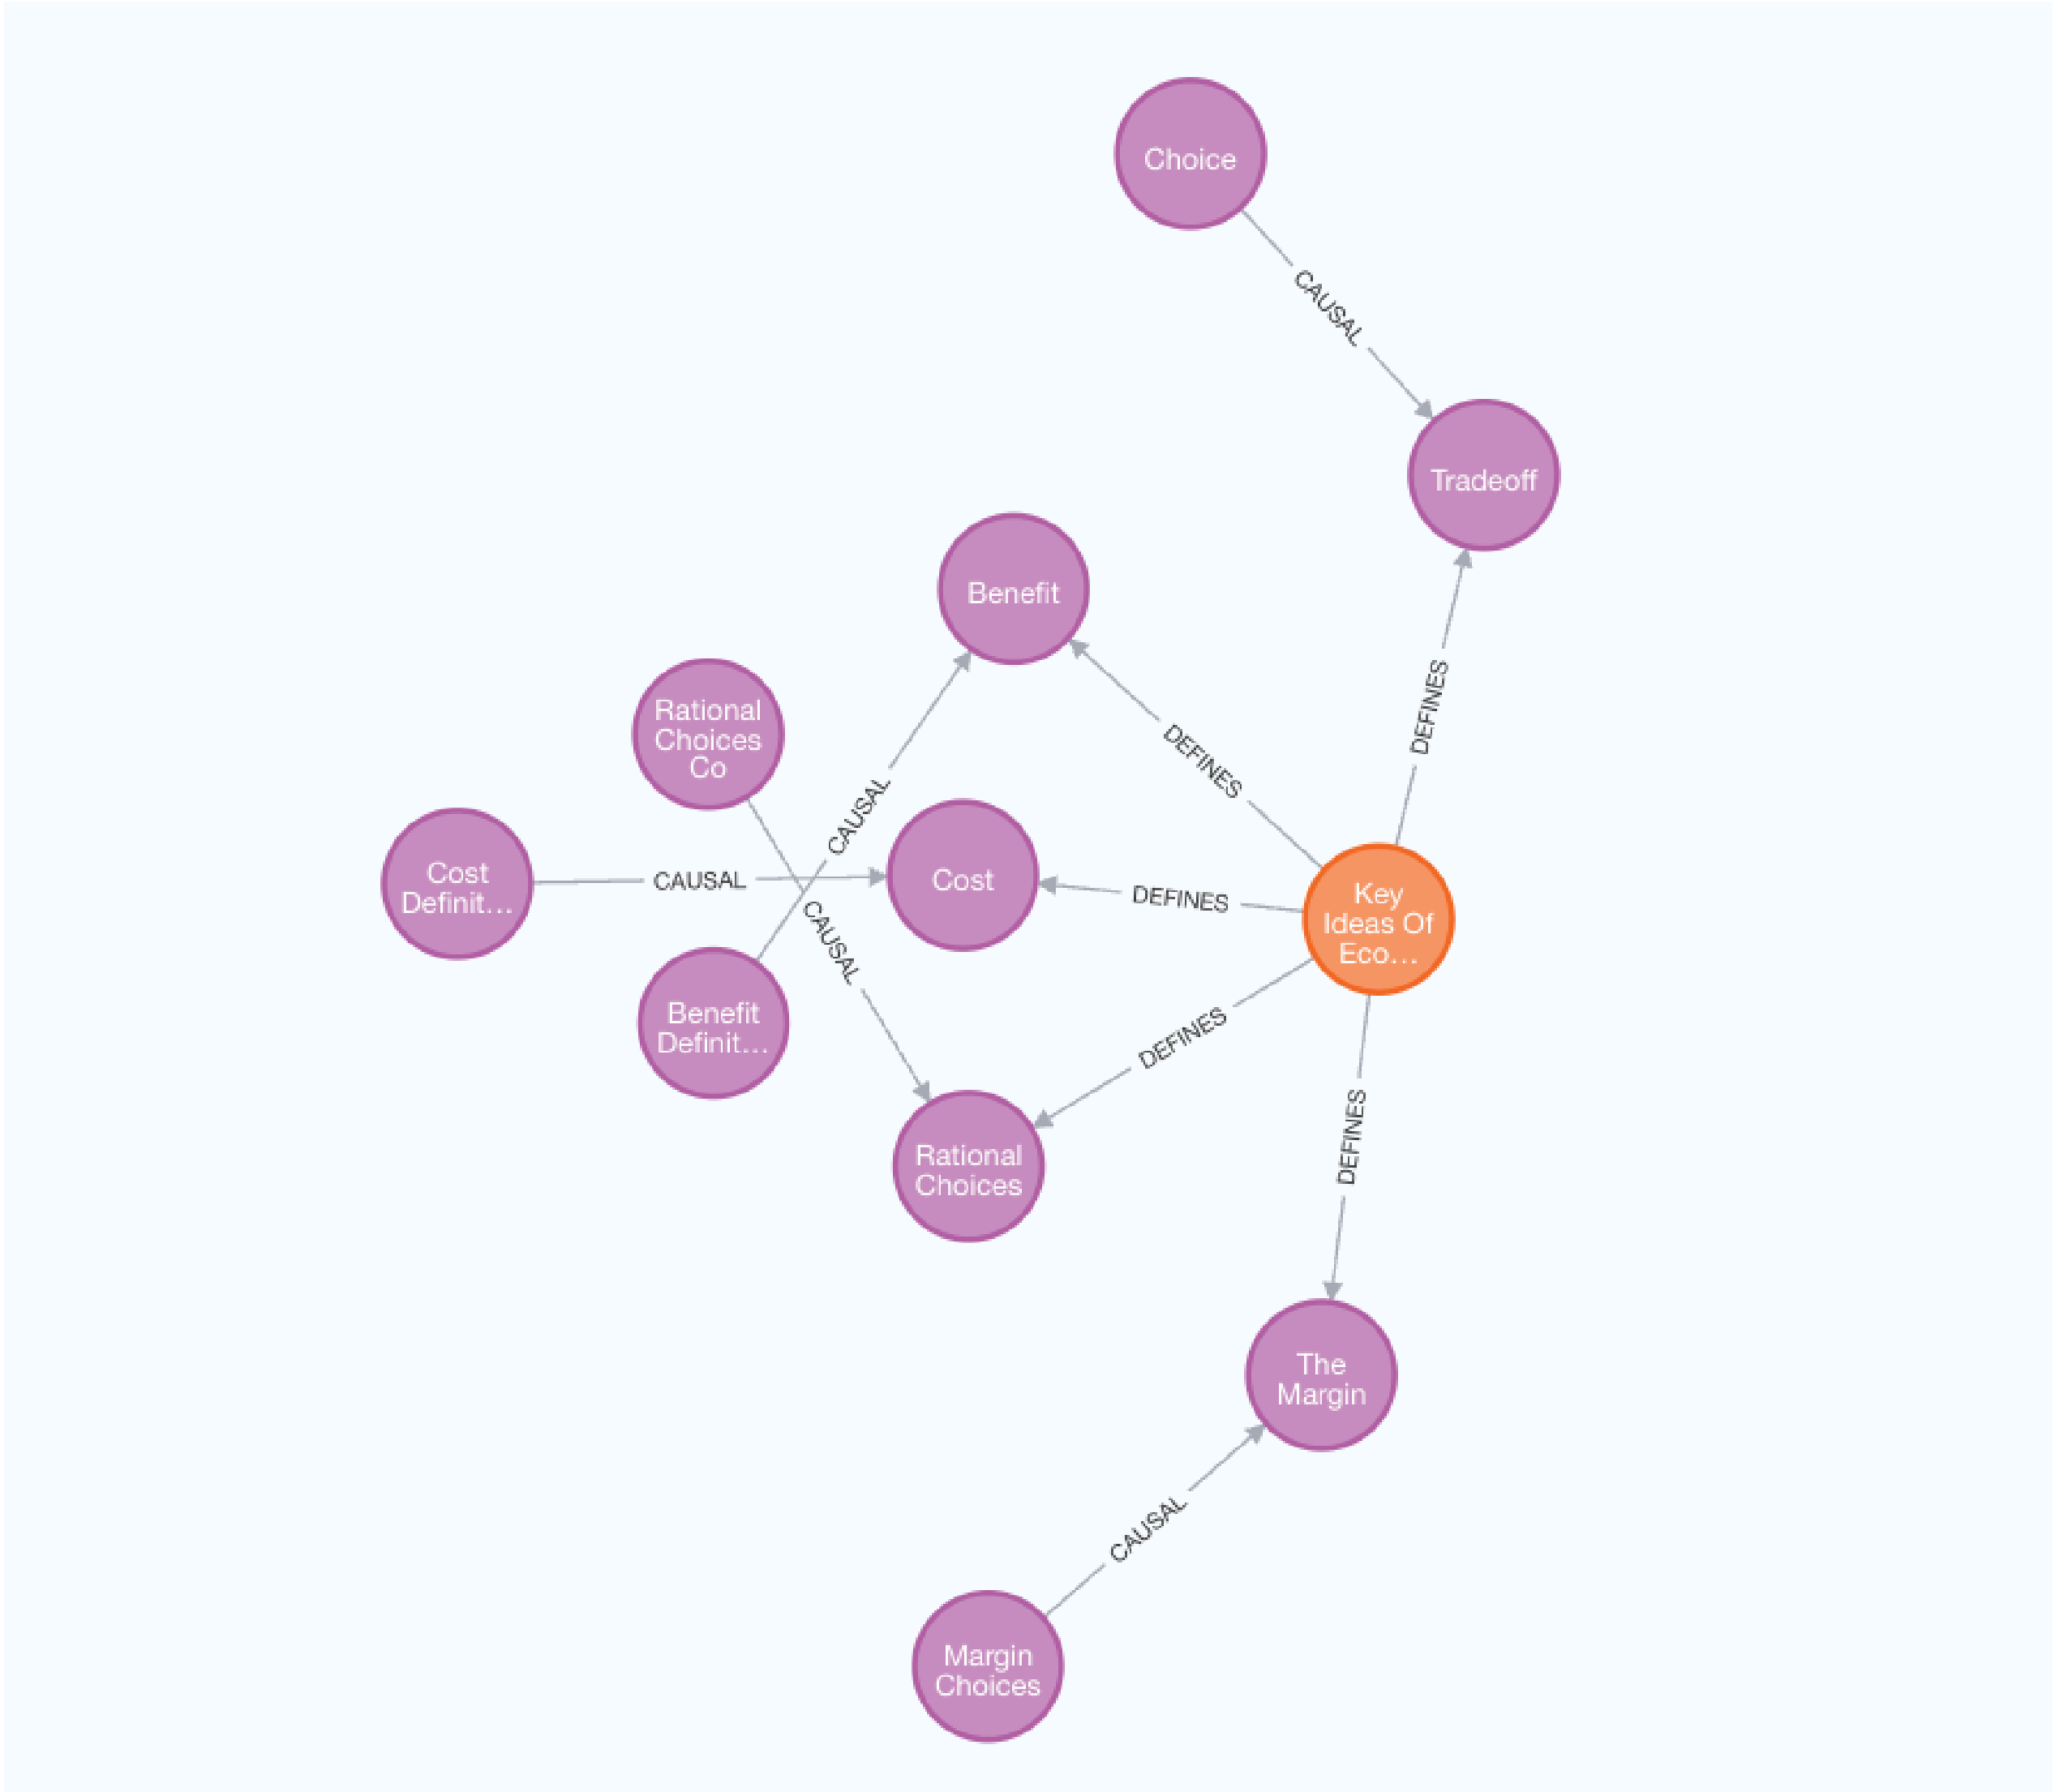 Choice
CAUSAL
Tradeoff
Benefit
DEFINES
DEFINES
Rational
Choices
Co
CAUSAL
Cost
Definit...
CAUSAL
Cost
DEFINES
Key
Ideas Of
Eco...
CAUSAL
Benefit
Definit...
DEFINES
Rational
Choices
DEFINES
The
Margin
CAUSAL
Margin
Choices